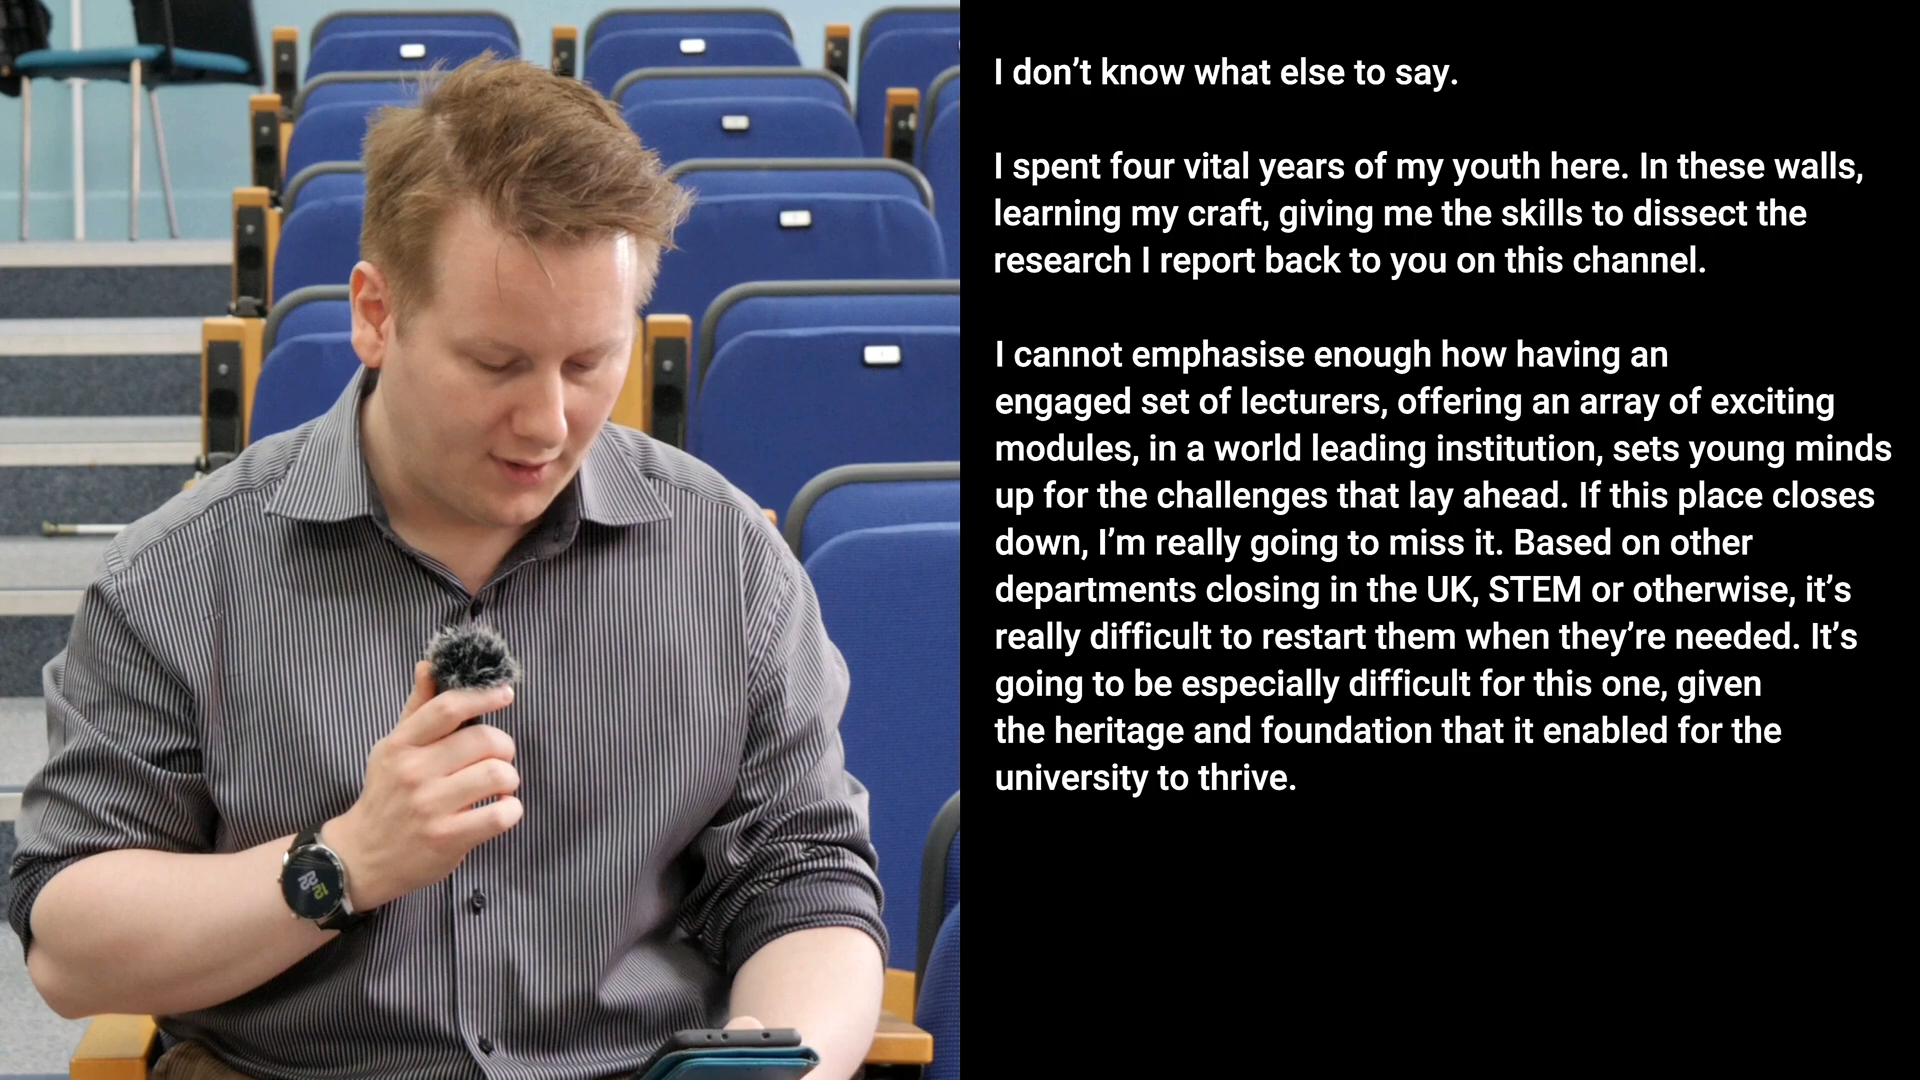 I don’t know what else to say.
I spent four vital years of my youth here. In these walls,
learning my craft, giving me the skills to dissect the
research I report back to you on this channel.
I cannot emphasise enough how having an
engaged set of lecturers, offering an array of exciting
modules, in a world leading institution, sets young minds
up for the challenges that lay ahead. If this place closes
down, I’m really going to miss it. Based on other
departments closing in the UK, STEM or otherwise, it’s
really difficult to restart them when they’re needed. It’s
going to be especially difficult for this one, given
the heritage and foundation that it enabled for the
university to thrive.